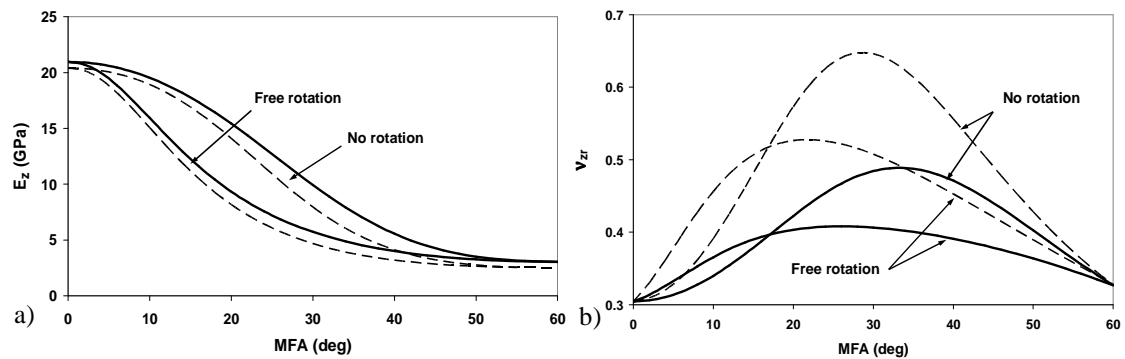 25
20
15
10
5
0
E_z (GPa)
Free rotation
No rotation
0 10 20 30 40 50 60
MFA (deg)
a)
0.7
0.6
0.5
0.4
0.3
ν_zr
No rotation
Free rotation
0 10 20 30 40 50 60
MFA (deg)
b)